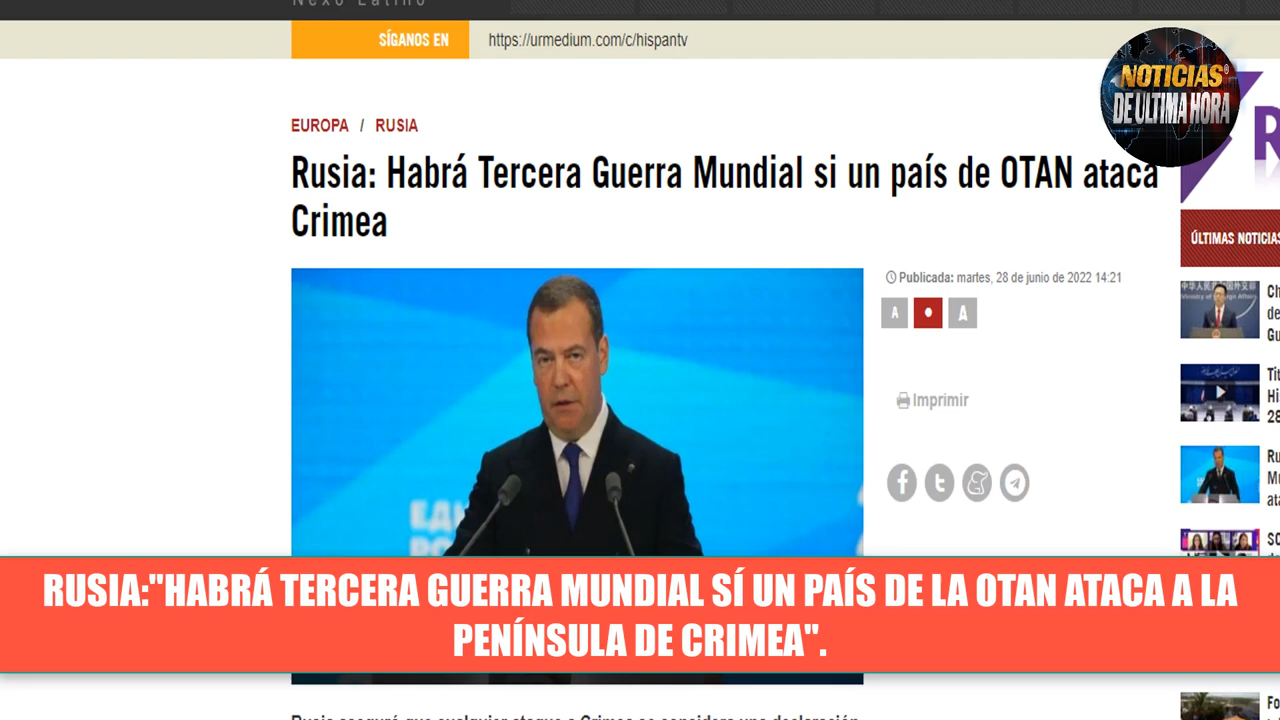 Nexo Latino
SÍGANOS EN
https://urmedium.com/c/hispantv
NOTICIAS
DE ULTIMA HORA
EUROPA / RUSIA
Rusia: Habrá Tercera Guerra Mundial si un país de OTAN ataca
Crimea
ÚLTIMAS NOTICIAS
Publicada: martes, 28 de junio de 2022 14:21
A
A
Imprimir
RUSIA:"HABRÁ TERCERA GUERRA MUNDIAL SÍ UN PAÍS DE LA OTAN ATACA A LA
PENÍNSULA DE CRIMEA".